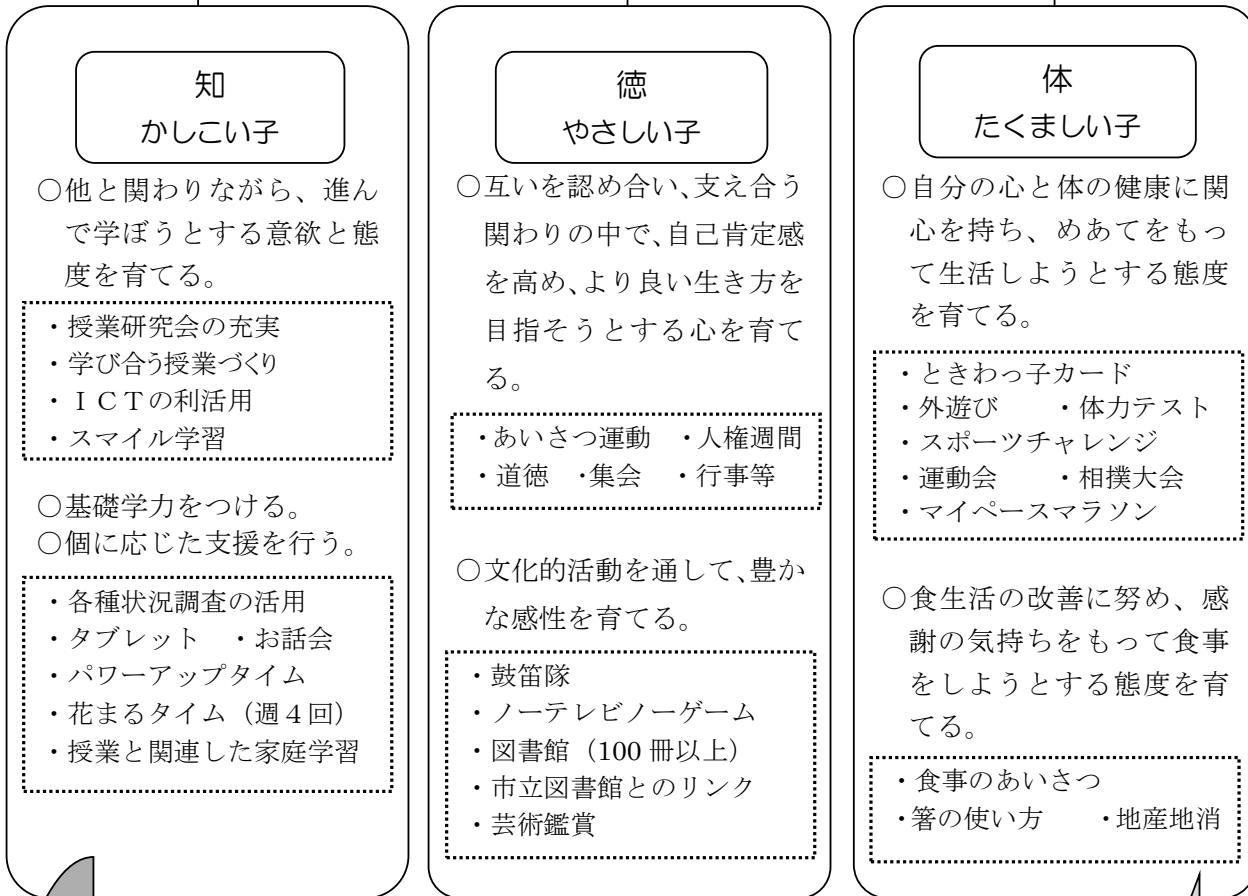 知
かしこい子
○他と関わりながら、進ん
で学ぼうとする意欲と態
度を育てる。
・授業研究会の充実
・学び合う授業づくり
・ＩＣＴの利活用
・スマイル学習
○基礎学力をつける。
○個に応じた支援を行う。
・各種状況調査の活用
・タブレット　・お話会
・パワーアップタイム
・花まるタイム（週４回）
・授業と関連した家庭学習
徳
やさしい子
○互いを認め合い、支え合う
関わりの中で、自己肯定感
を高め、より良い生き方を
目指そうとする心を育て
る。
・あいさつ運動　・人権週間
・道徳　・集会　・行事等
○文化的活動を通して、豊か
な感性を育てる。
・鼓笛隊
・ノーテレビノーゲーム
・図書館（100 冊以上）
・市立図書館とのリンク
・芸術鑑賞
体
たくましい子
○自分の心と体の健康に関
心を持ち、めあてをもっ
て生活しようとする態度
を育てる。
・ときわっ子カード
・外遊び　・体力テスト
・スポーツチャレンジ
・運動会　・相撲大会
・マイペースマラソン
○食生活の改善に努め、感
謝の気持ちをもって食事
をしようとする態度を育
てる。
・食事のあいさつ
・箸の使い方　・地産地消